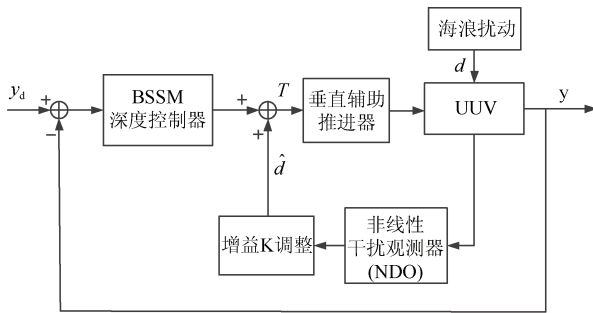 海浪扰动
d
y_d
+
−
BSSM
深度控制器
+
+
T
垂直辅助
推进器
UUV
y
d̂
增益K调整
非线性
干扰观测器
(NDO)